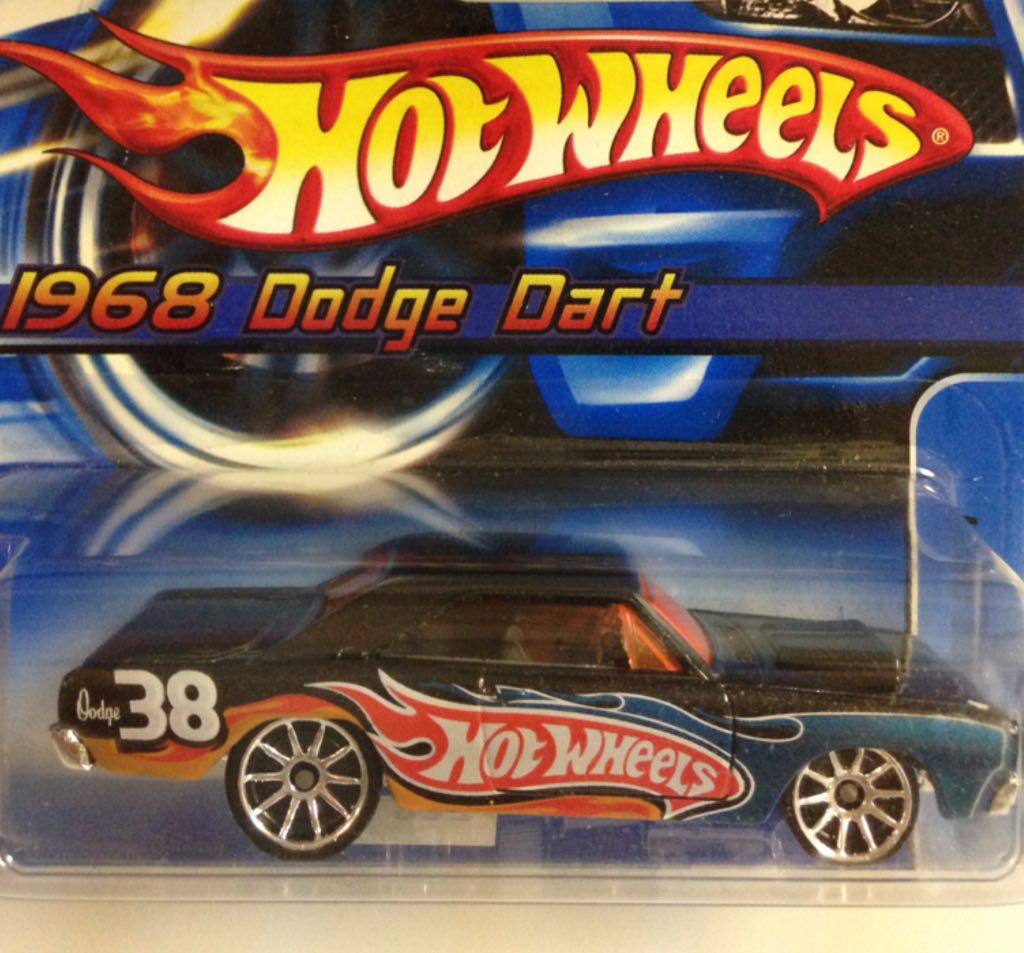 HOT WHEELS ®
1968 Dodge Dart
Dodge 38
HOT WHEELS